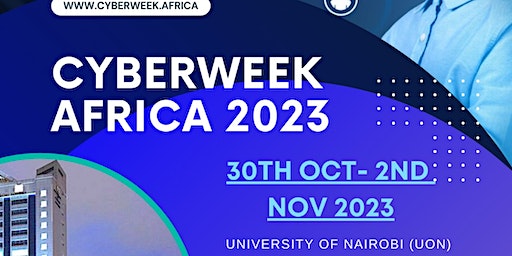 WWW.CYBERWEEK.AFRICA
CYBERWEEK
AFRICA 2023
30TH OCT- 2ND
NOV 2023
UNIVERSITY OF NAIROBI (UON)